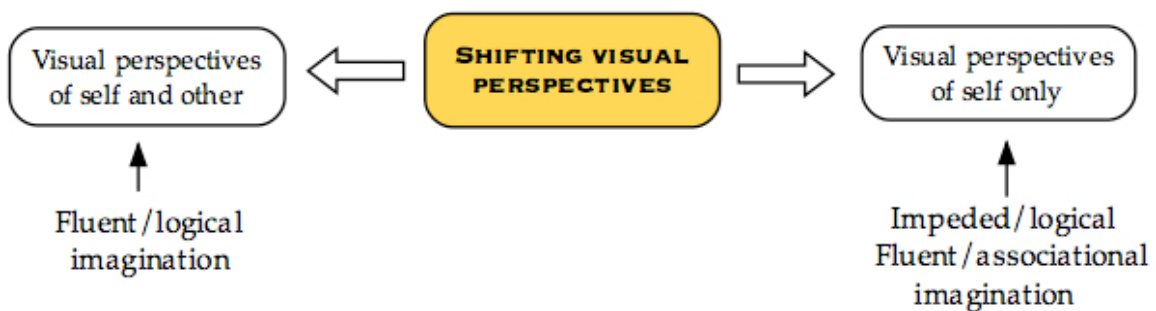 Visual perspectives
of self and other
SHIFTING VISUAL
PERSPECTIVES
Visual perspectives
of self only
Fluent/logical
imagination
Impeded/logical
Fluent/associational
imagination